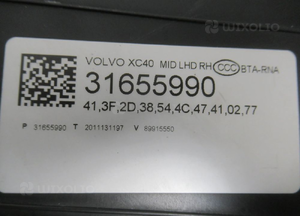 VOLVO XC40 MID LHD RH CCC BTA-RNA
31655990
41,3F,2D,38,54,4C,47,41,02,77
P 31655990 T 2011131197 V 69915550